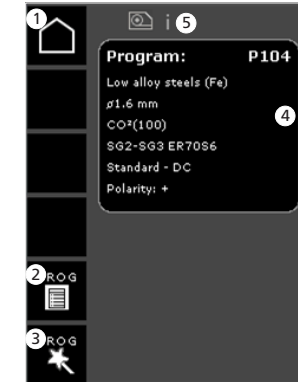 1
i 5
Program: P104
Low alloy steels (Fe)
ø1.6 mm
4
CO²(100)
SG2-SG3 ER70S6
Standard - DC
Polarity: +
2 ROG
3 ROG